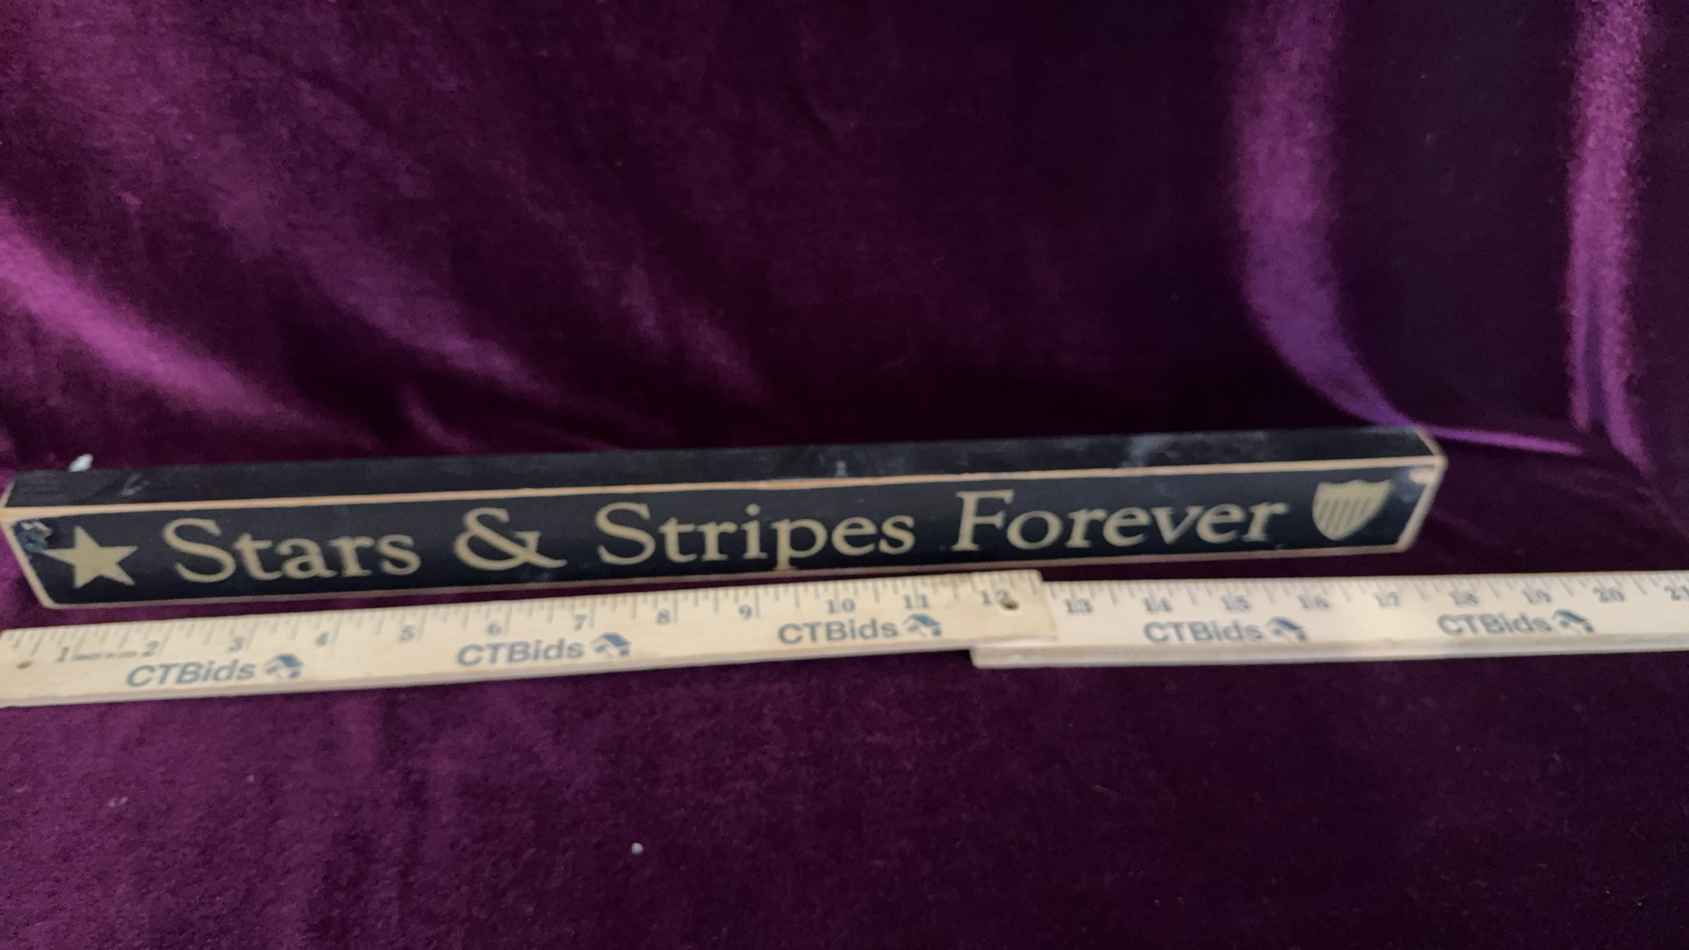 Stars & Stripes Forever
1 2 3 4 5 6 7 8 9 10 11 12 13 14 15 16 17 18 19 20 21
CTBids CTBids CTBids CTBids CTBids